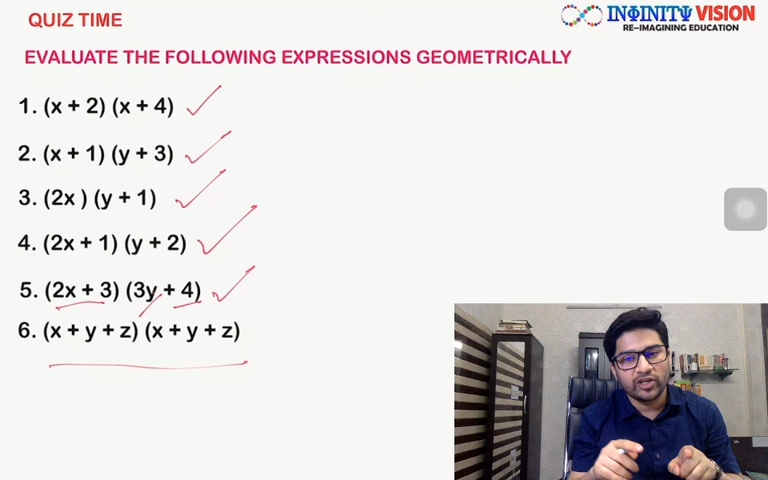 QUIZ TIME
INΦINITΨ VISION
RE-IMAGINING EDUCATION
EVALUATE THE FOLLOWING EXPRESSIONS GEOMETRICALLY
1. (x + 2) (x + 4)
2. (x + 1) (y + 3)
3. (2x ) (y + 1)
4. (2x + 1) (y + 2)
5. (2x + 3) (3y + 4)
6. (x + y + z) (x + y + z)